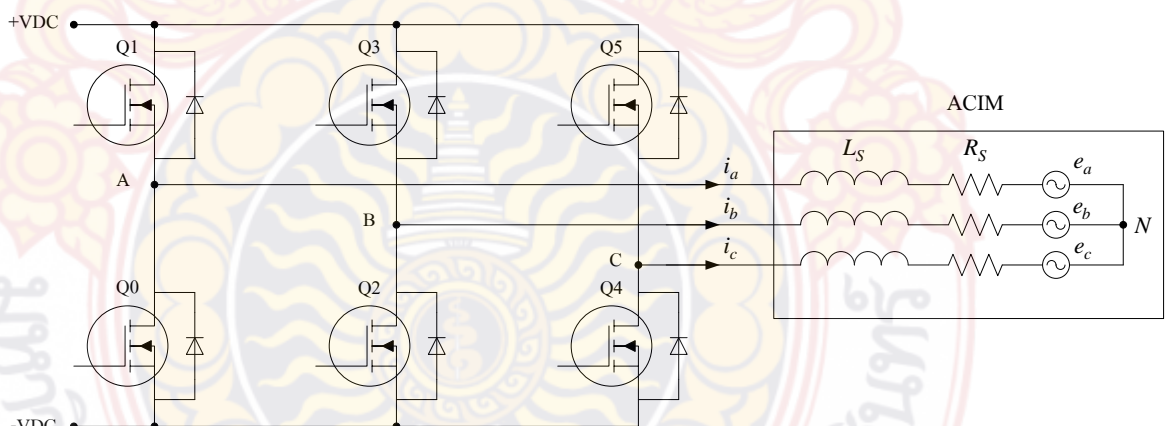 +VDC
Q1
Q3
Q5
ACIM
L_S
R_S
A
i_a
e_a
B
i_b
e_b
N
C
i_c
e_c
Q0
Q2
Q4
-VDC